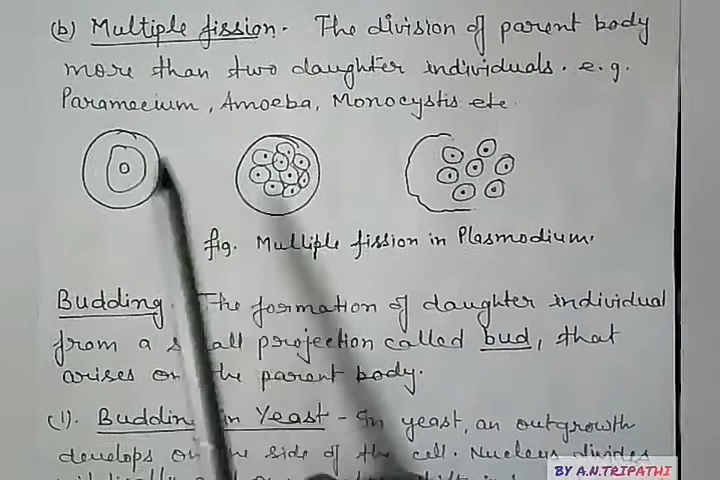 (b) Multiple fission. The division of parent body
more than two daughter individuals. e.g.
Paramecium, Amoeba, Monocystis etc.
fig. Multiple fission in Plasmodium.
Budding. The formation of daughter individual
from a small projection called bud, that
arises on the parent body.
(1). Budding in Yeast - In yeast, an outgrowth
develops on the side of the cell. Nucleus divides
BY A.N.TRIPATHI